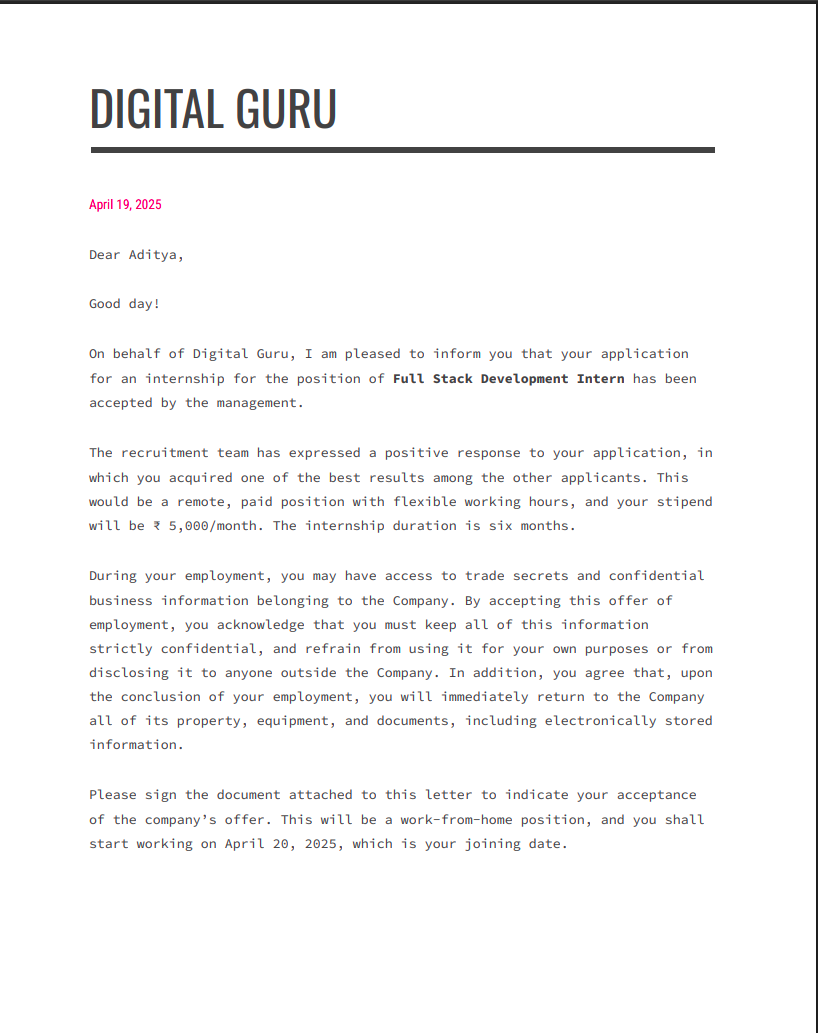 DIGITAL GURU
April 19, 2025
Dear Aditya,
Good day!
On behalf of Digital Guru, I am pleased to inform you that your application
for an internship for the position of Full Stack Development Intern has been
accepted by the management.
The recruitment team has expressed a positive response to your application, in
which you acquired one of the best results among the other applicants. This
would be a remote, paid position with flexible working hours, and your stipend
will be ₹ 5,000/month. The internship duration is six months.
During your employment, you may have access to trade secrets and confidential
business information belonging to the Company. By accepting this offer of
employment, you acknowledge that you must keep all of this information
strictly confidential, and refrain from using it for your own purposes or from
disclosing it to anyone outside the Company. In addition, you agree that, upon
the conclusion of your employment, you will immediately return to the Company
all of its property, equipment, and documents, including electronically stored
information.
Please sign the document attached to this letter to indicate your acceptance
of the company’s offer. This will be a work-from-home position, and you shall
start working on April 20, 2025, which is your joining date.